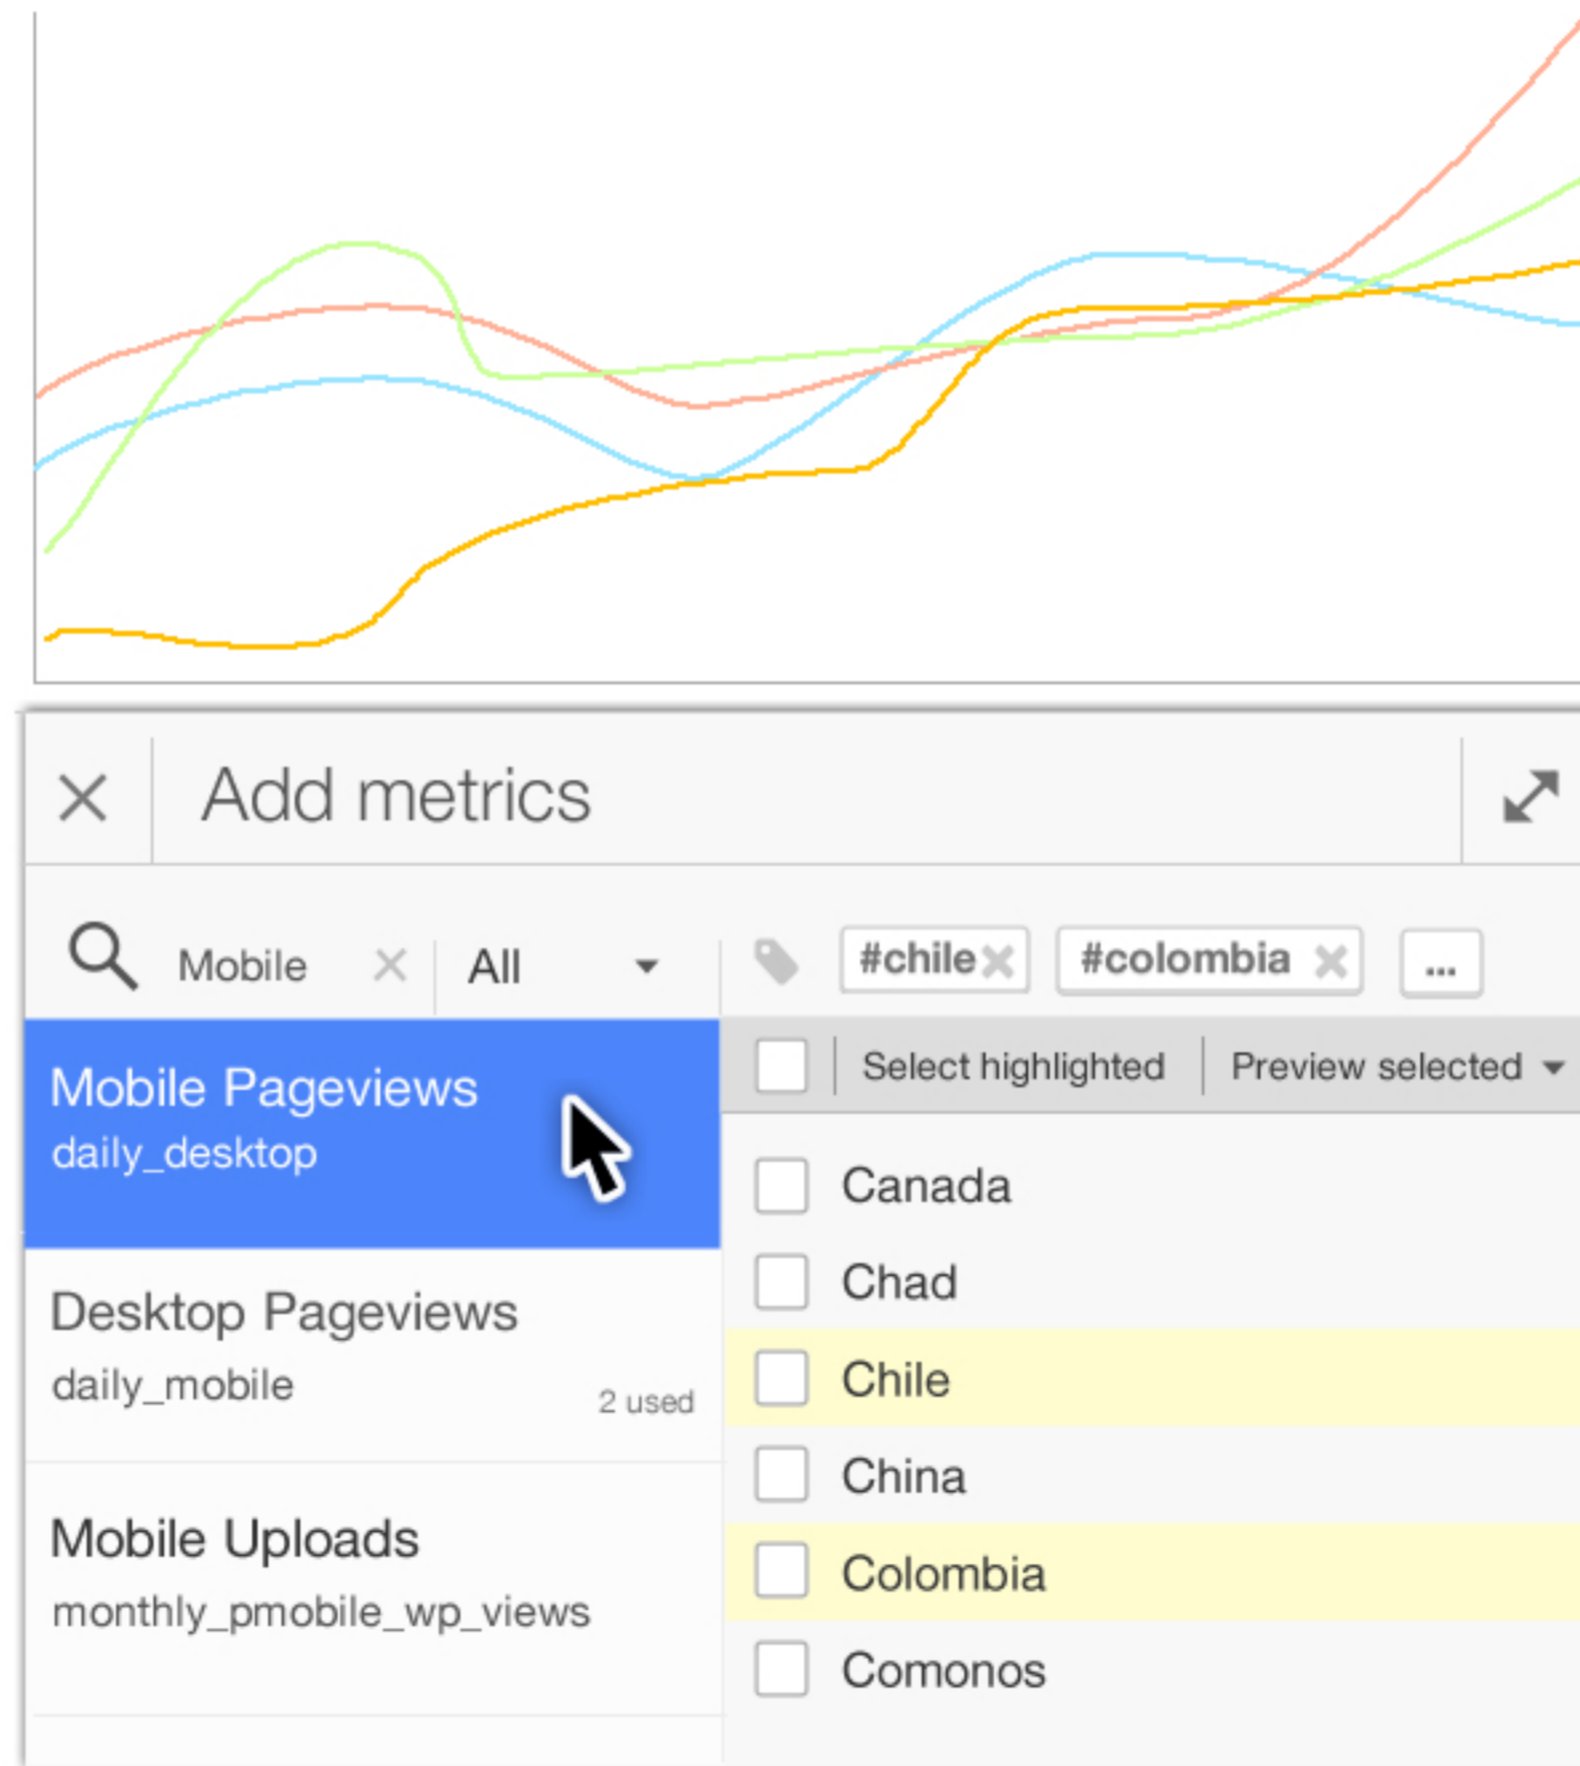 Add metrics
Mobile
All
#chile
#colombia
...
Mobile Pageviews
daily_desktop
Desktop Pageviews
daily_mobile
2 used
Mobile Uploads
monthly_pmobile_wp_views
Select highlighted
Preview selected
Canada
Chad
Chile
China
Colombia
Comonos